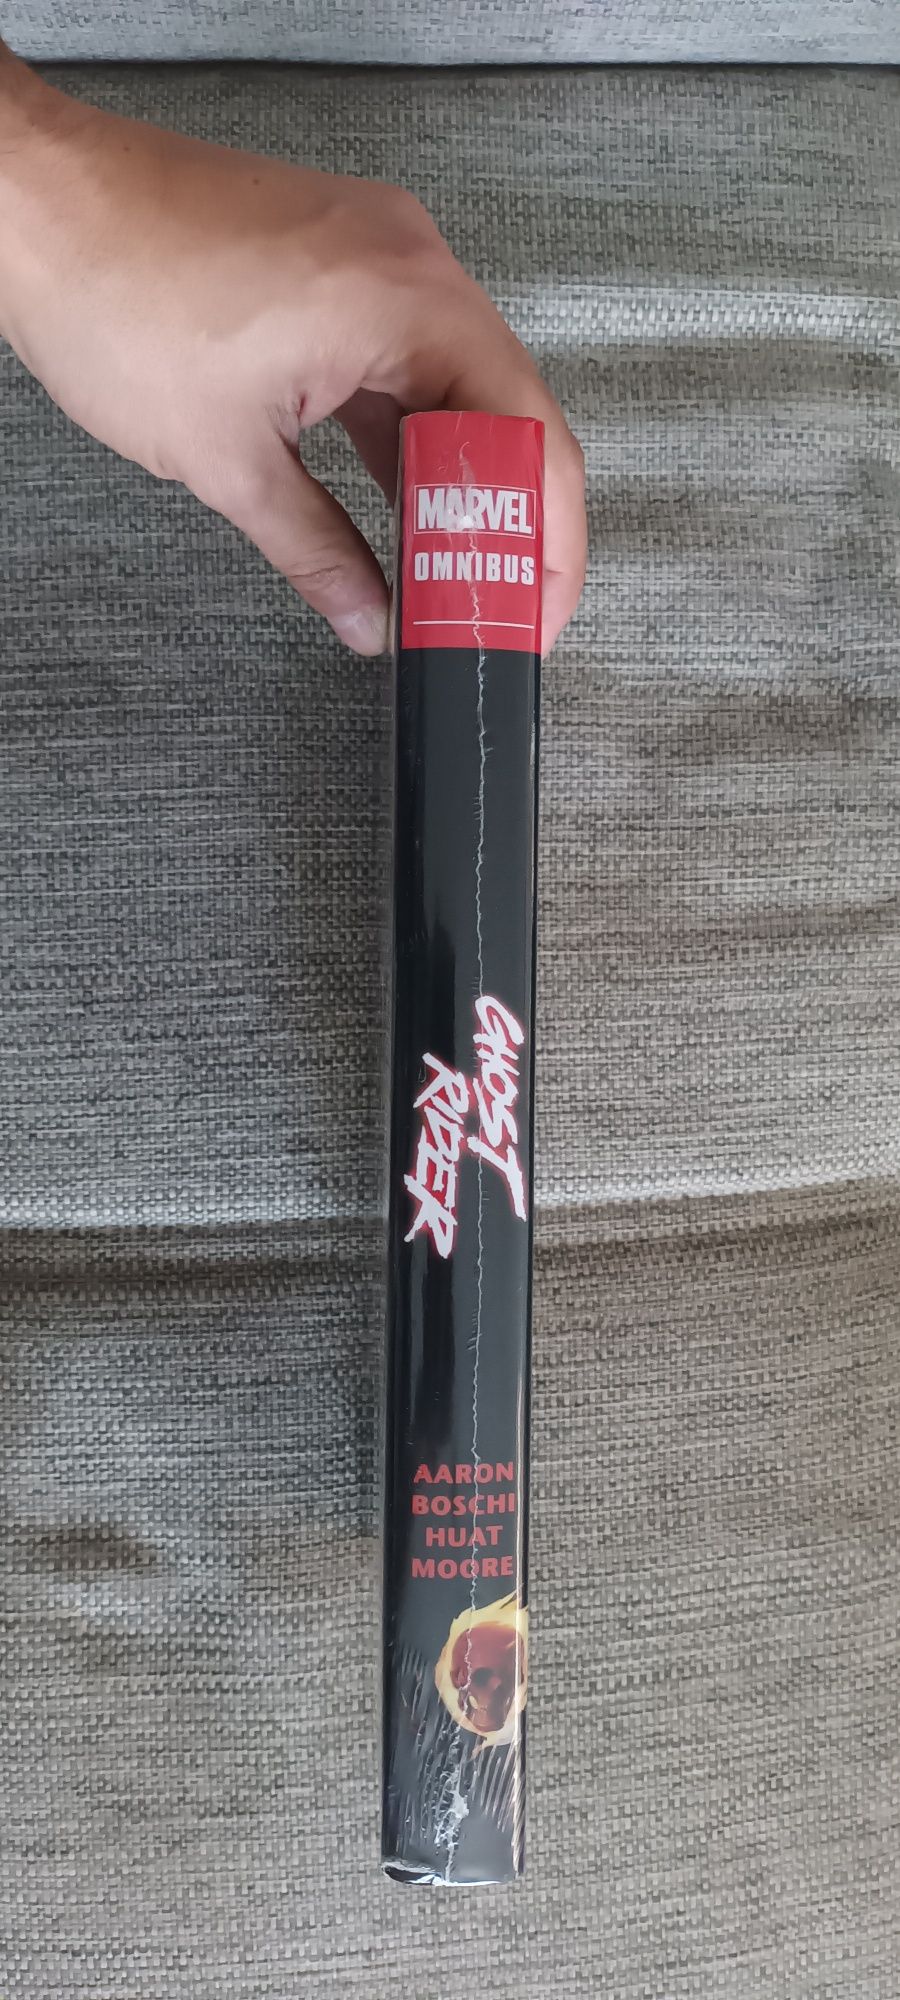 MARVEL
OMNIBUS
GHOST
RIDER
AARON
BOSCHI
HUAT
MOORE